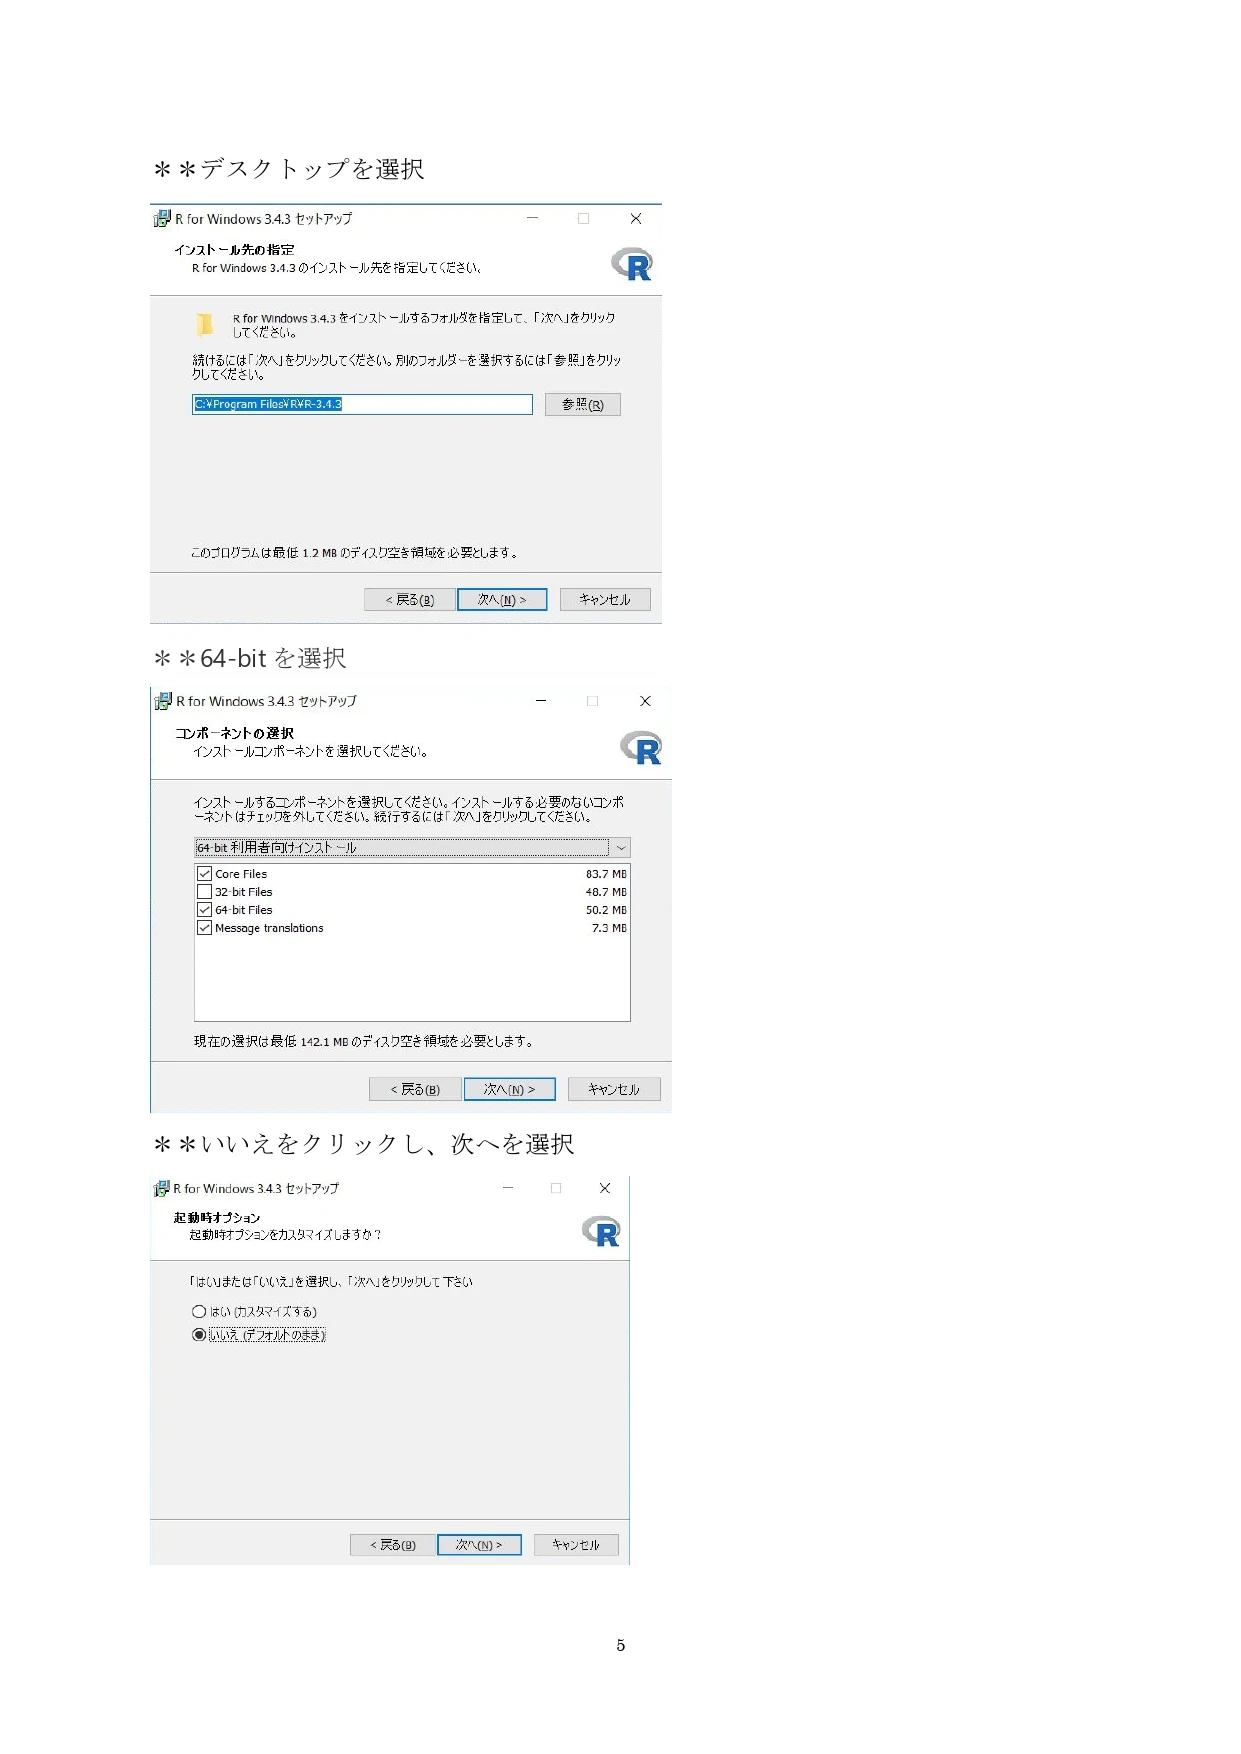 ＊＊デスクトップを選択
R for Windows 3.4.3 セットアップ
インストール先の指定
R for Windows 3.4.3 のインストール先を指定してください。
R
R for Windows 3.4.3 をインストールするフォルダを指定して、「次へ」をクリック
してください。
続けるには「次へ」をクリックしてください。別のフォルダーを選択するには「参照」をクリッ
クしてください。
C:¥Program Files¥R¥R-3.4.3 参照(R)
このプログラムは最低 1.2 MB のディスク空き領域を必要とします。
< 戻る(B) 次へ(N) > キャンセル
＊＊64-bit を選択
R for Windows 3.4.3 セットアップ
コンポーネントの選択
インストールコンポーネントを選択してください。
R
インストールするコンポーネントを選択してください。インストールする必要のないコンポ
ーネントはチェックを外してください。続行するには「次へ」をクリックしてください。
64-bit 利用者向けインストール
Core Files 83.7 MB
32-bit Files 48.7 MB
64-bit Files 50.2 MB
Message translations 7.3 MB
現在の選択は最低 142.1 MB のディスク空き領域を必要とします。
< 戻る(B) 次へ(N) > キャンセル
＊＊いいえをクリックし、次へを選択
R for Windows 3.4.3 セットアップ
起動時オプション
起動時オプションをカスタマイズしますか？
R
「はい」または「いいえ」を選択し、「次へ」をクリックして下さい
はい (カスタマイズする)
いいえ (デフォルトのまま)
< 戻る(B) 次へ(N) > キャンセル
5